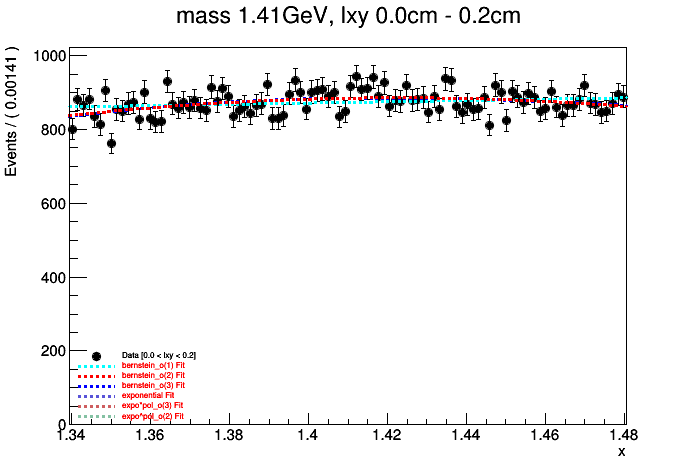 mass 1.41GeV, lxy 0.0cm - 0.2cm
Events / ( 0.00141 )
1000
800
600
400
200
0
Data [0.0 < lxy < 0.2]
bernstein_o(1) Fit
bernstein_o(2) Fit
bernstein_o(3) Fit
exponential Fit
expo*pol_o(3) Fit
expo*pol_o(2) Fit
1.34 1.36 1.38 1.4 1.42 1.44 1.46 1.48
x